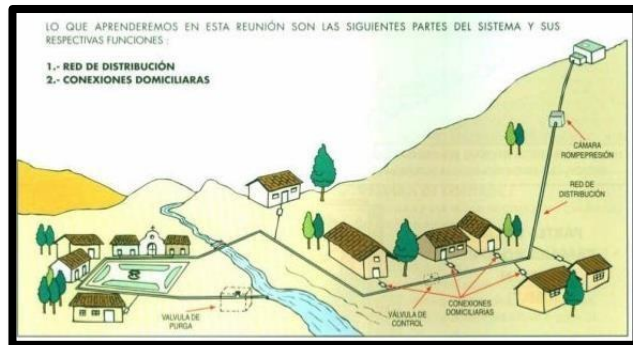 LO QUE APRENDEREMOS EN ESTA REUNIÓN SON LAS SIGUIENTES PARTES DEL SISTEMA Y SUS
RESPECTIVAS FUNCIONES :
1.- RED DE DISTRIBUCIÓN
2.- CONEXIONES DOMICILIARAS
CÁMARA
ROMPEPRESIÓN
RED DE
DISTRIBUCIÓN
VALVULA DE
PURGA
VÁLVULA DE
CONTROL
CONEXIONES
DOMICILIARIAS